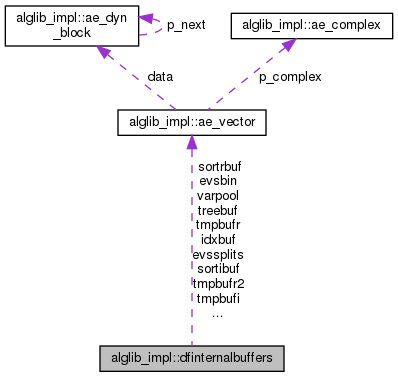 alglib_impl::ae_dyn
_block
p_next
alglib_impl::ae_complex
data
p_complex
alglib_impl::ae_vector
sortrbuf
evsbin
varpool
treebuf
tmpbufr
idxbuf
evssplits
sortibuf
tmpbufr2
tmpbufi
...
alglib_impl::dfinternalbuffers